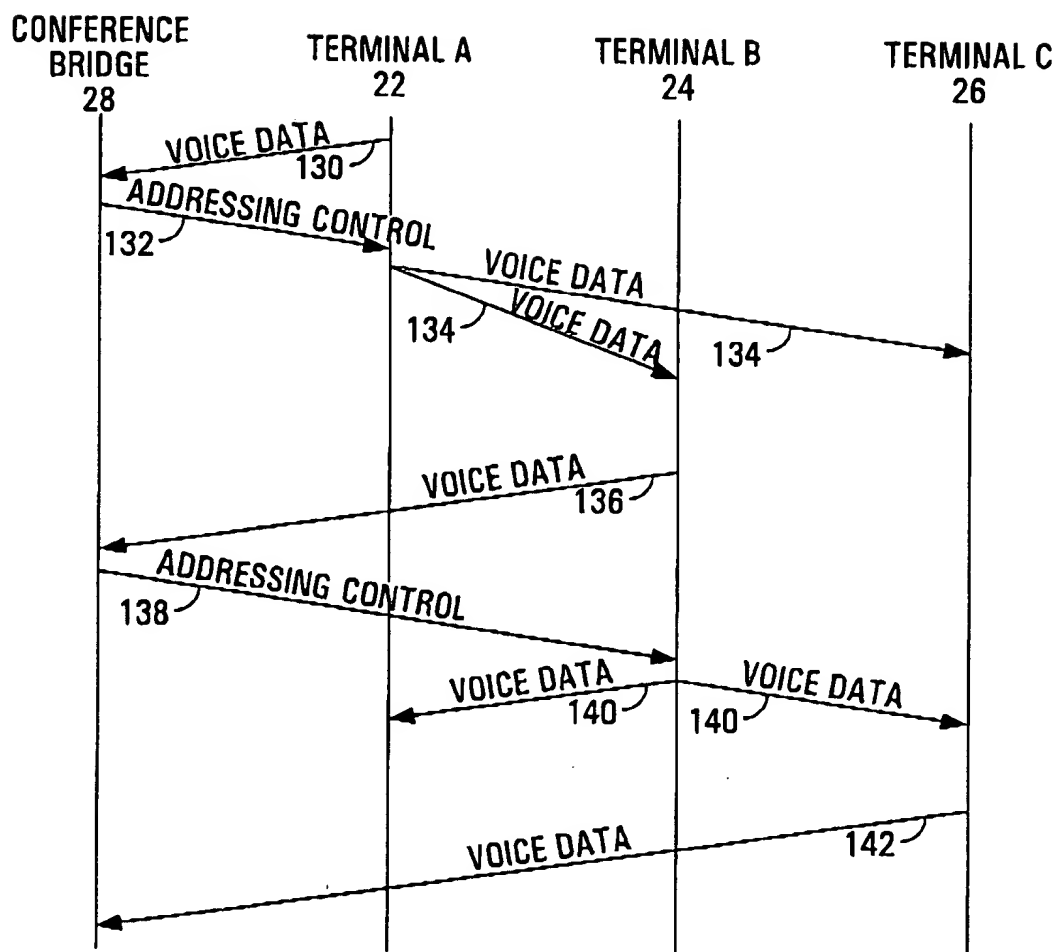 CONFERENCE
BRIDGE
28
TERMINAL A
22
TERMINAL B
24
TERMINAL C
26
VOICE DATA
130
ADDRESSING CONTROL
132
VOICE DATA
134
VOICE DATA
134
VOICE DATA
136
ADDRESSING CONTROL
138
VOICE DATA
140
VOICE DATA
140
VOICE DATA
142